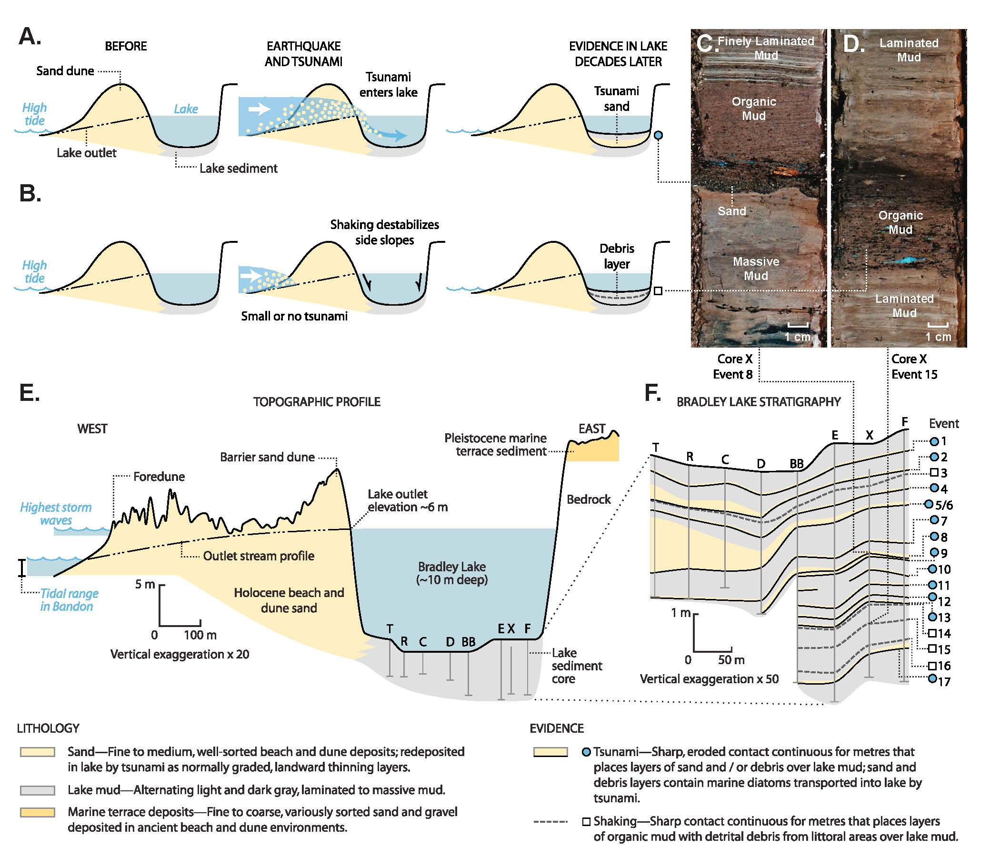 A.
BEFORE
EARTHQUAKE
AND TSUNAMI
EVIDENCE IN LAKE
DECADES LATER
Sand dune
High
tide
Lake
Lake outlet
Lake sediment
Tsunami
enters lake
Tsunami
sand
B.
High
tide
Shaking destabilizes
side slopes
Small or no tsunami
Debris
layer
C.
Finely Laminated
Mud
Organic
Mud
Sand
Massive
Mud
1 cm
D.
Laminated
Mud
Organic
Mud
Laminated
Mud
1 cm
Core X
Event 8
Core X
Event 15
E.
TOPOGRAPHIC PROFILE
WEST
EAST
Pleistocene marine
terrace sediment
Barrier sand dune
Foredune
Highest storm
waves
Lake outlet
elevation ~6 m
Bedrock
Outlet stream profile
Bradley Lake
(~10 m deep)
Tidal range
in Bandon
5 m
0
100 m
Vertical exaggeration x 20
Holocene beach and
dune sand
T
R
C
D
BB
E
X
F
Lake
sediment
core
F.
BRADLEY LAKE STRATIGRAPHY
T
R
C
D
BB
E
X
F
Event
1
2
3
4
5/6
7
8
9
10
11
12
13
14
15
16
17
1 m
0
50 m
Vertical exaggeration x 50
LITHOLOGY
Sand—Fine to medium, well-sorted beach and dune deposits; redeposited
in lake by tsunami as normally graded, landward thinning layers.
Lake mud—Alternating light and dark gray, laminated to massive mud.
Marine terrace deposits—Fine to coarse, variously sorted sand and gravel
deposited in ancient beach and dune environments.
EVIDENCE
Tsunami—Sharp, eroded contact continuous for metres that
places layers of sand and / or debris over lake mud; sand and
debris layers contain marine diatoms transported into lake by
tsunami.
Shaking—Sharp contact continuous for metres that places layers
of organic mud with detrital debris from littoral areas over lake mud.